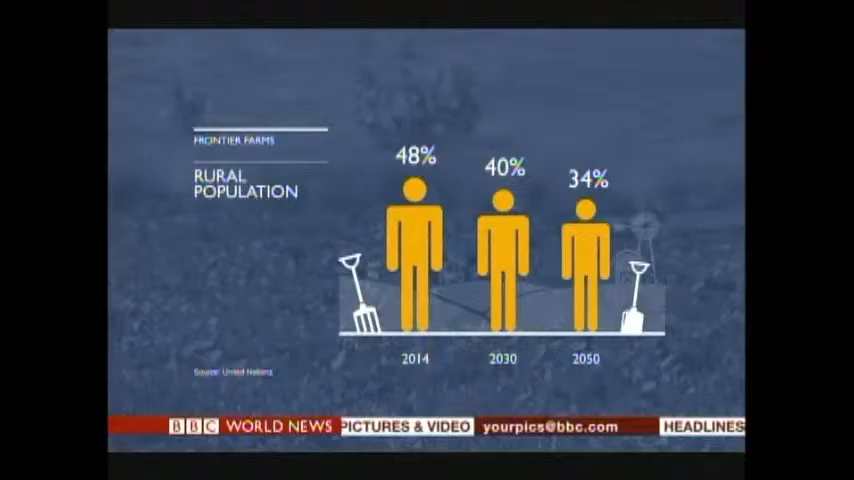 FRONTIER FARMS
RURAL
POPULATION
48%
40%
34%
2014
2030
2050
Source: United Nations
BBC WORLD NEWS PICTURES & VIDEO yourpics@bbc.com HEADLINES